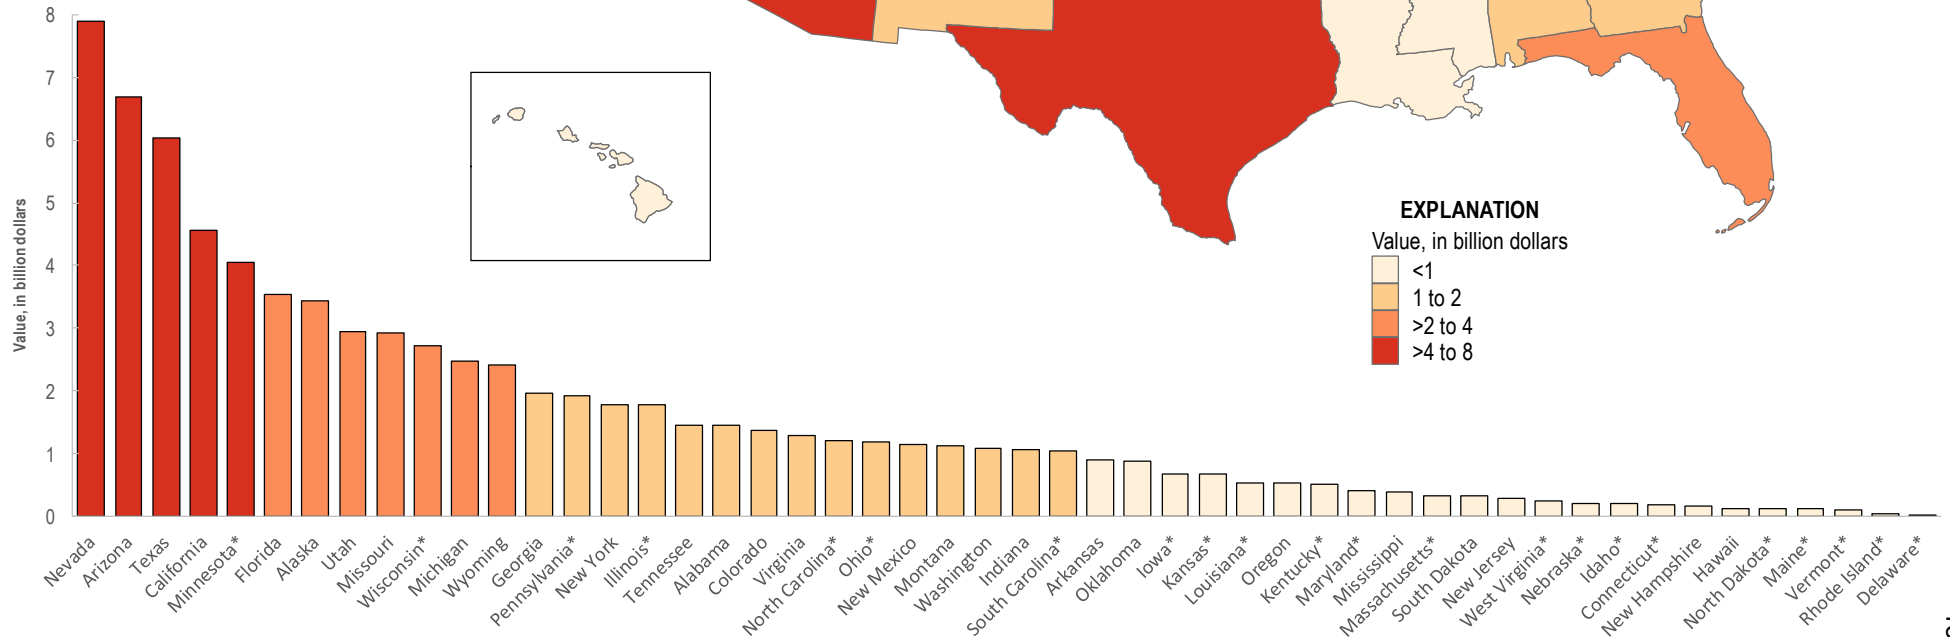 8
7
6
5
4
3
2
1
0
Value, in billion dollars
EXPLANATION
Value, in billion dollars
<1
1 to 2
>2 to 4
>4 to 8
Nevada
Arizona
Texas
California
Minnesota*
Florida
Alaska
Utah
Missouri
Wisconsin*
Michigan
Wyoming
Georgia
Pennsylvania*
New York
Illinois*
Tennessee
Alabama
Colorado
Virginia
North Carolina*
Ohio*
New Mexico
Montana
Washington
Indiana
South Carolina*
Arkansas
Oklahoma
Iowa*
Kansas*
Louisiana*
Oregon
Kentucky*
Maryland*
Mississippi
Massachusetts*
South Dakota
New Jersey
West Virginia*
Nebraska*
Idaho*
Connecticut*
New Hampshire
Hawaii
North Dakota*
Maine*
Vermont*
Rhode Island*
Delaware*